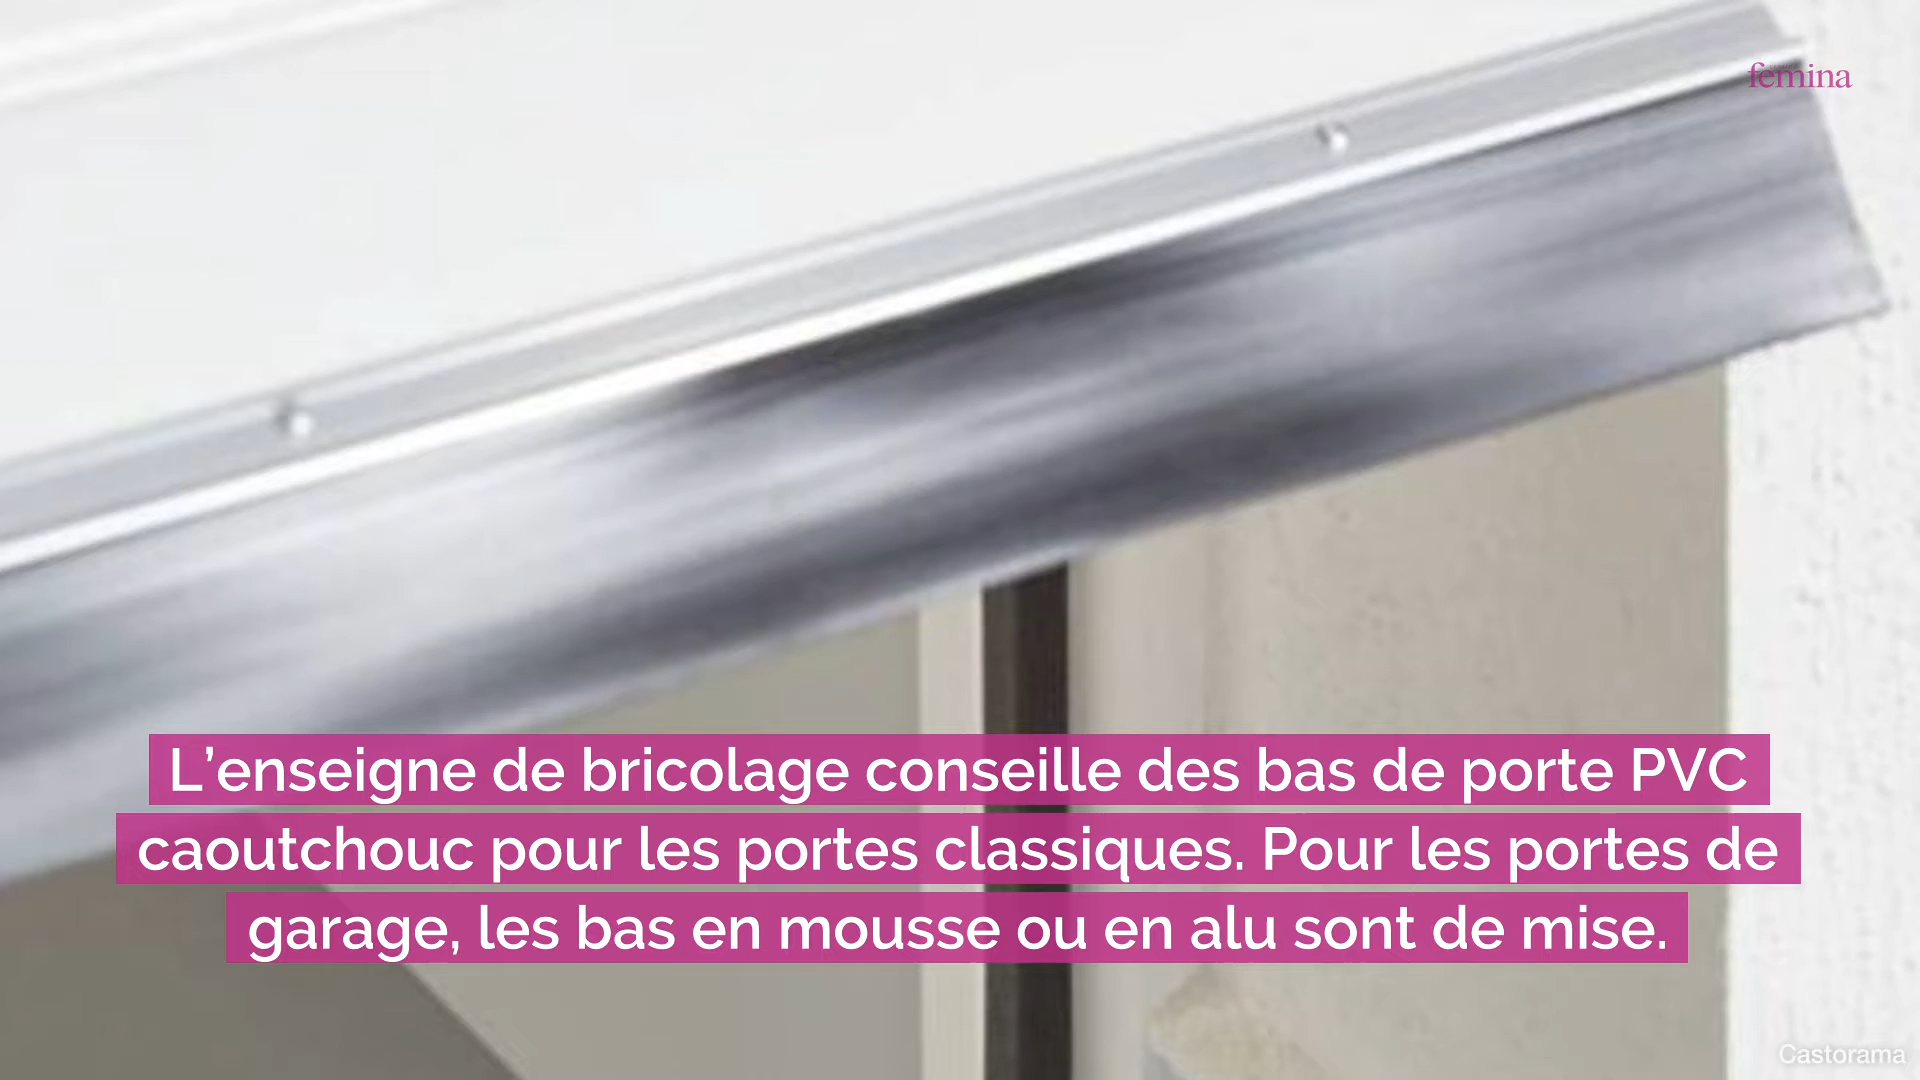 femina
L’enseigne de bricolage conseille des bas de porte PVC
caoutchouc pour les portes classiques. Pour les portes de
garage, les bas en mousse ou en alu sont de mise.
Castorama